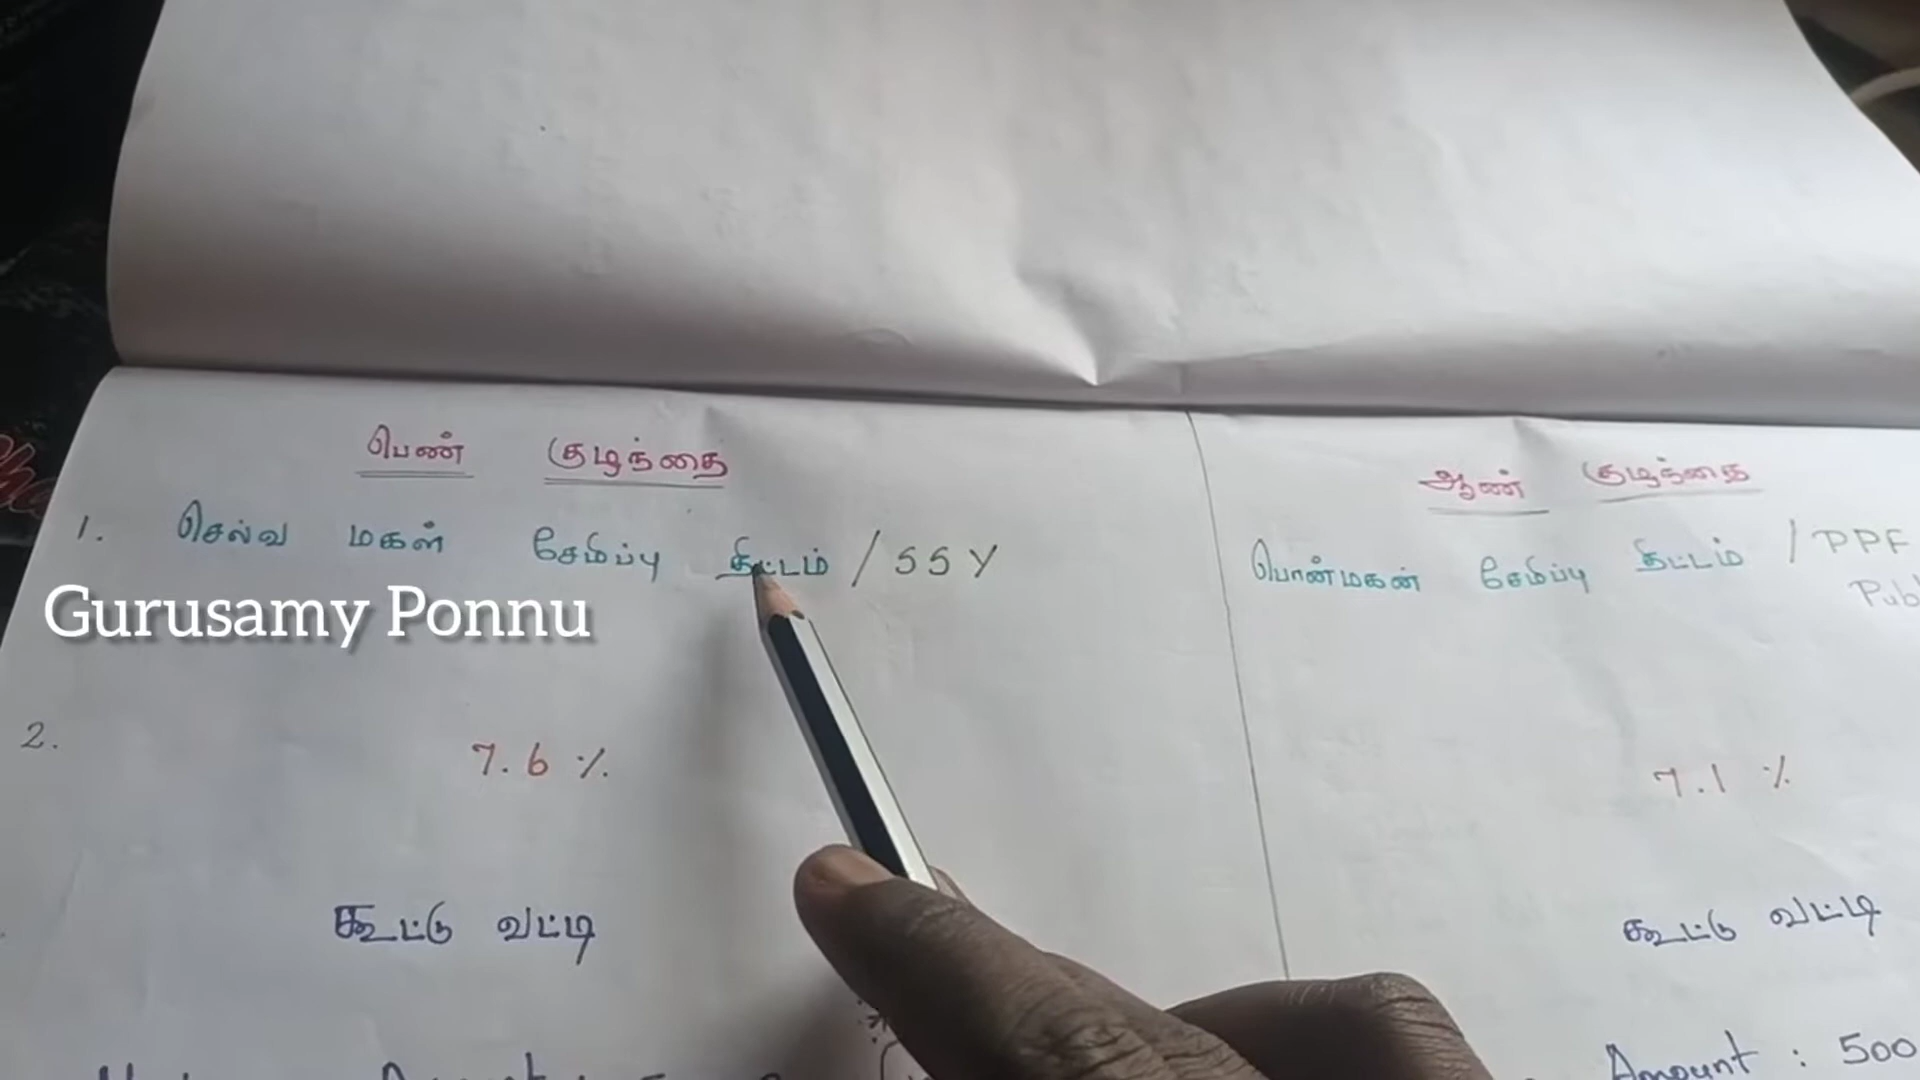 பெண் குழந்தை
1. செல்வ மகள் சேமிப்பு திட்டம் / SSY
Gurusamy Ponnu
2. 7.6 %
கூட்டு வட்டி
ஆண் குழந்தை
பொன்மகன் சேமிப்பு திட்டம் / PPF
7.1 %
கூட்டு வட்டி
Amount : 500